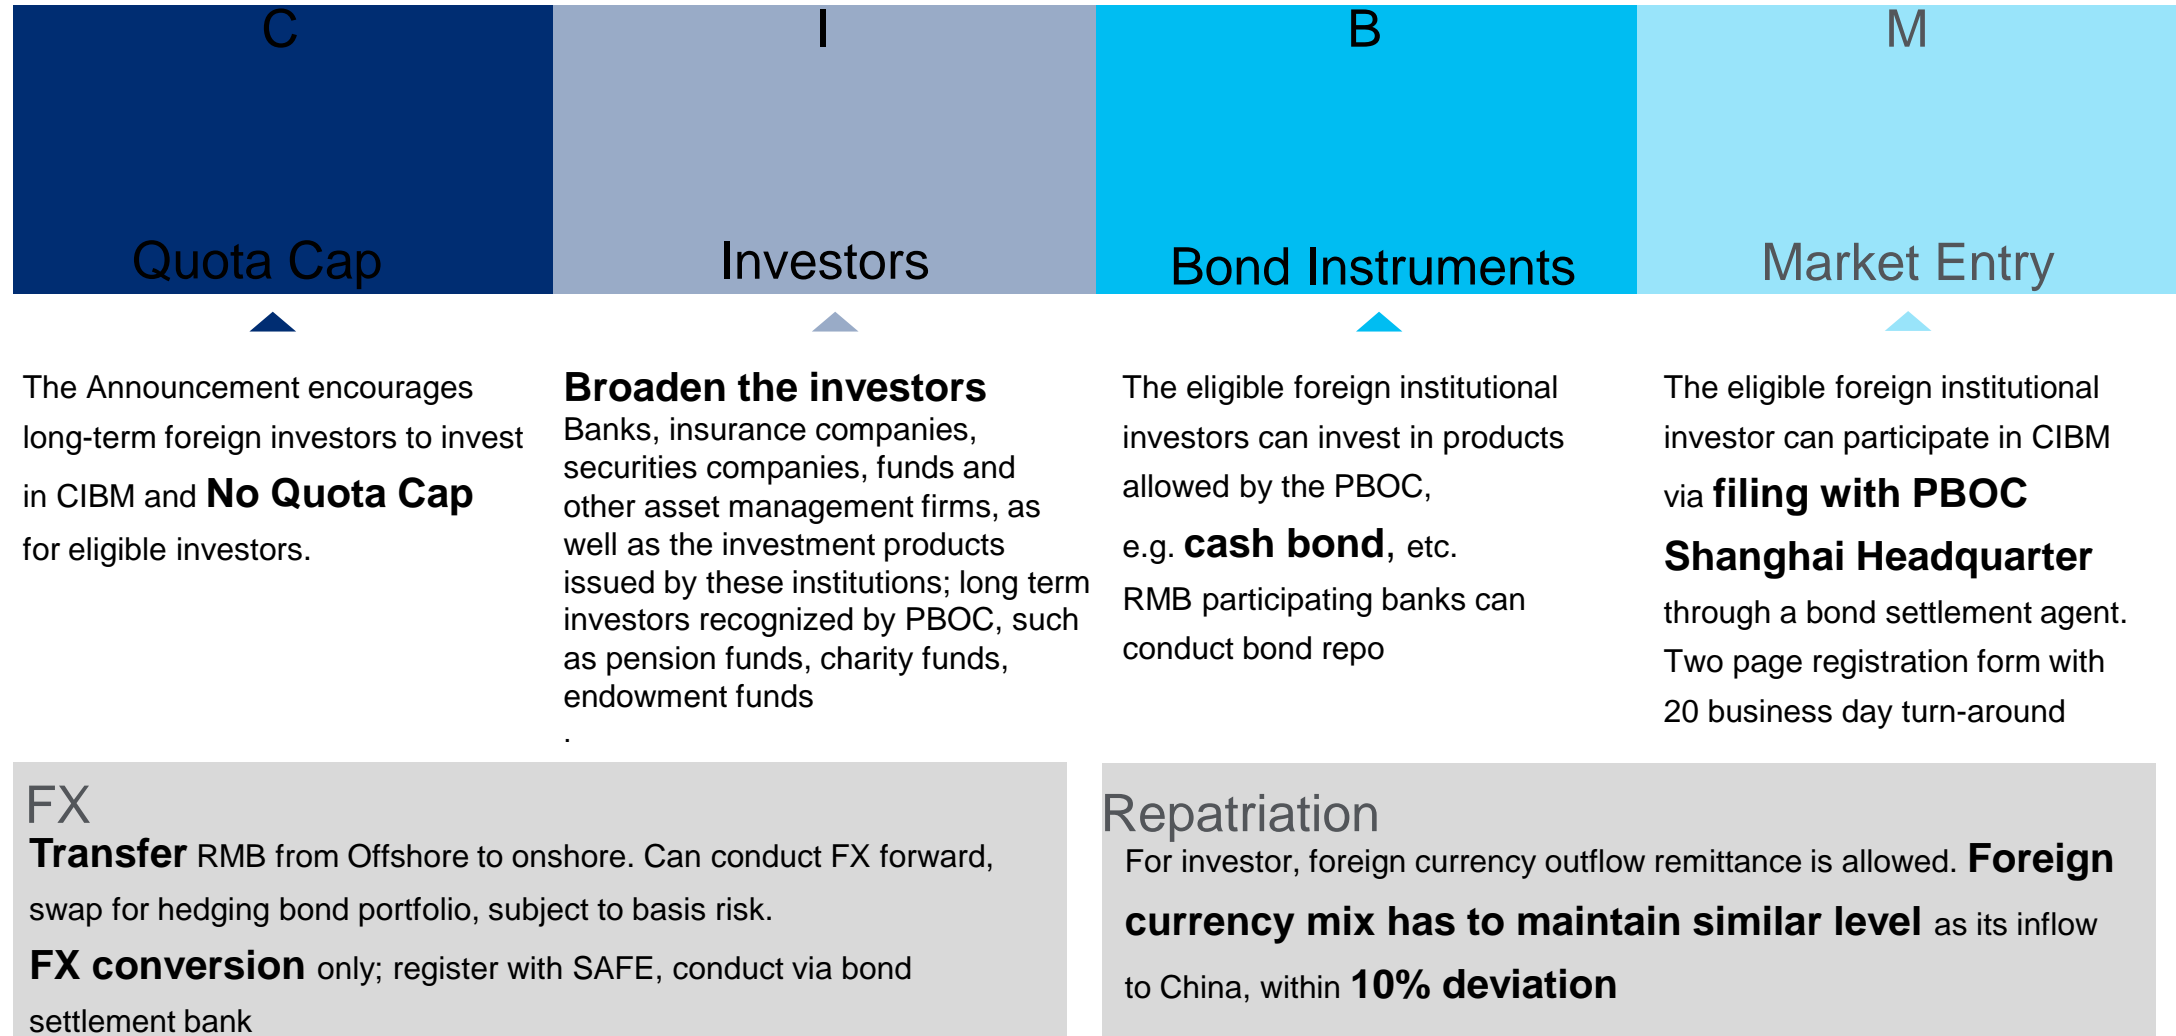 C
Quota Cap
The Announcement encourages
long-term foreign investors to invest
in CIBM and No Quota Cap
for eligible investors.
I
Investors
Broaden the investors
Banks, insurance companies,
securities companies, funds and
other asset management firms, as
well as the investment products
issued by these institutions; long term
investors recognized by PBOC, such
as pension funds, charity funds,
endowment funds
.
B
Bond Instruments
The eligible foreign institutional
investors can invest in products
allowed by the PBOC,
e.g. cash bond, etc.
RMB participating banks can
conduct bond repo
M
Market Entry
The eligible foreign institutional
investor can participate in CIBM
via filing with PBOC
Shanghai Headquarter
through a bond settlement agent.
Two page registration form with
20 business day turn-around
FX
Transfer RMB from Offshore to onshore. Can conduct FX forward,
swap for hedging bond portfolio, subject to basis risk.
FX conversion only; register with SAFE, conduct via bond
settlement bank
Repatriation
For investor, foreign currency outflow remittance is allowed. Foreign
currency mix has to maintain similar level as its inflow
to China, within 10% deviation